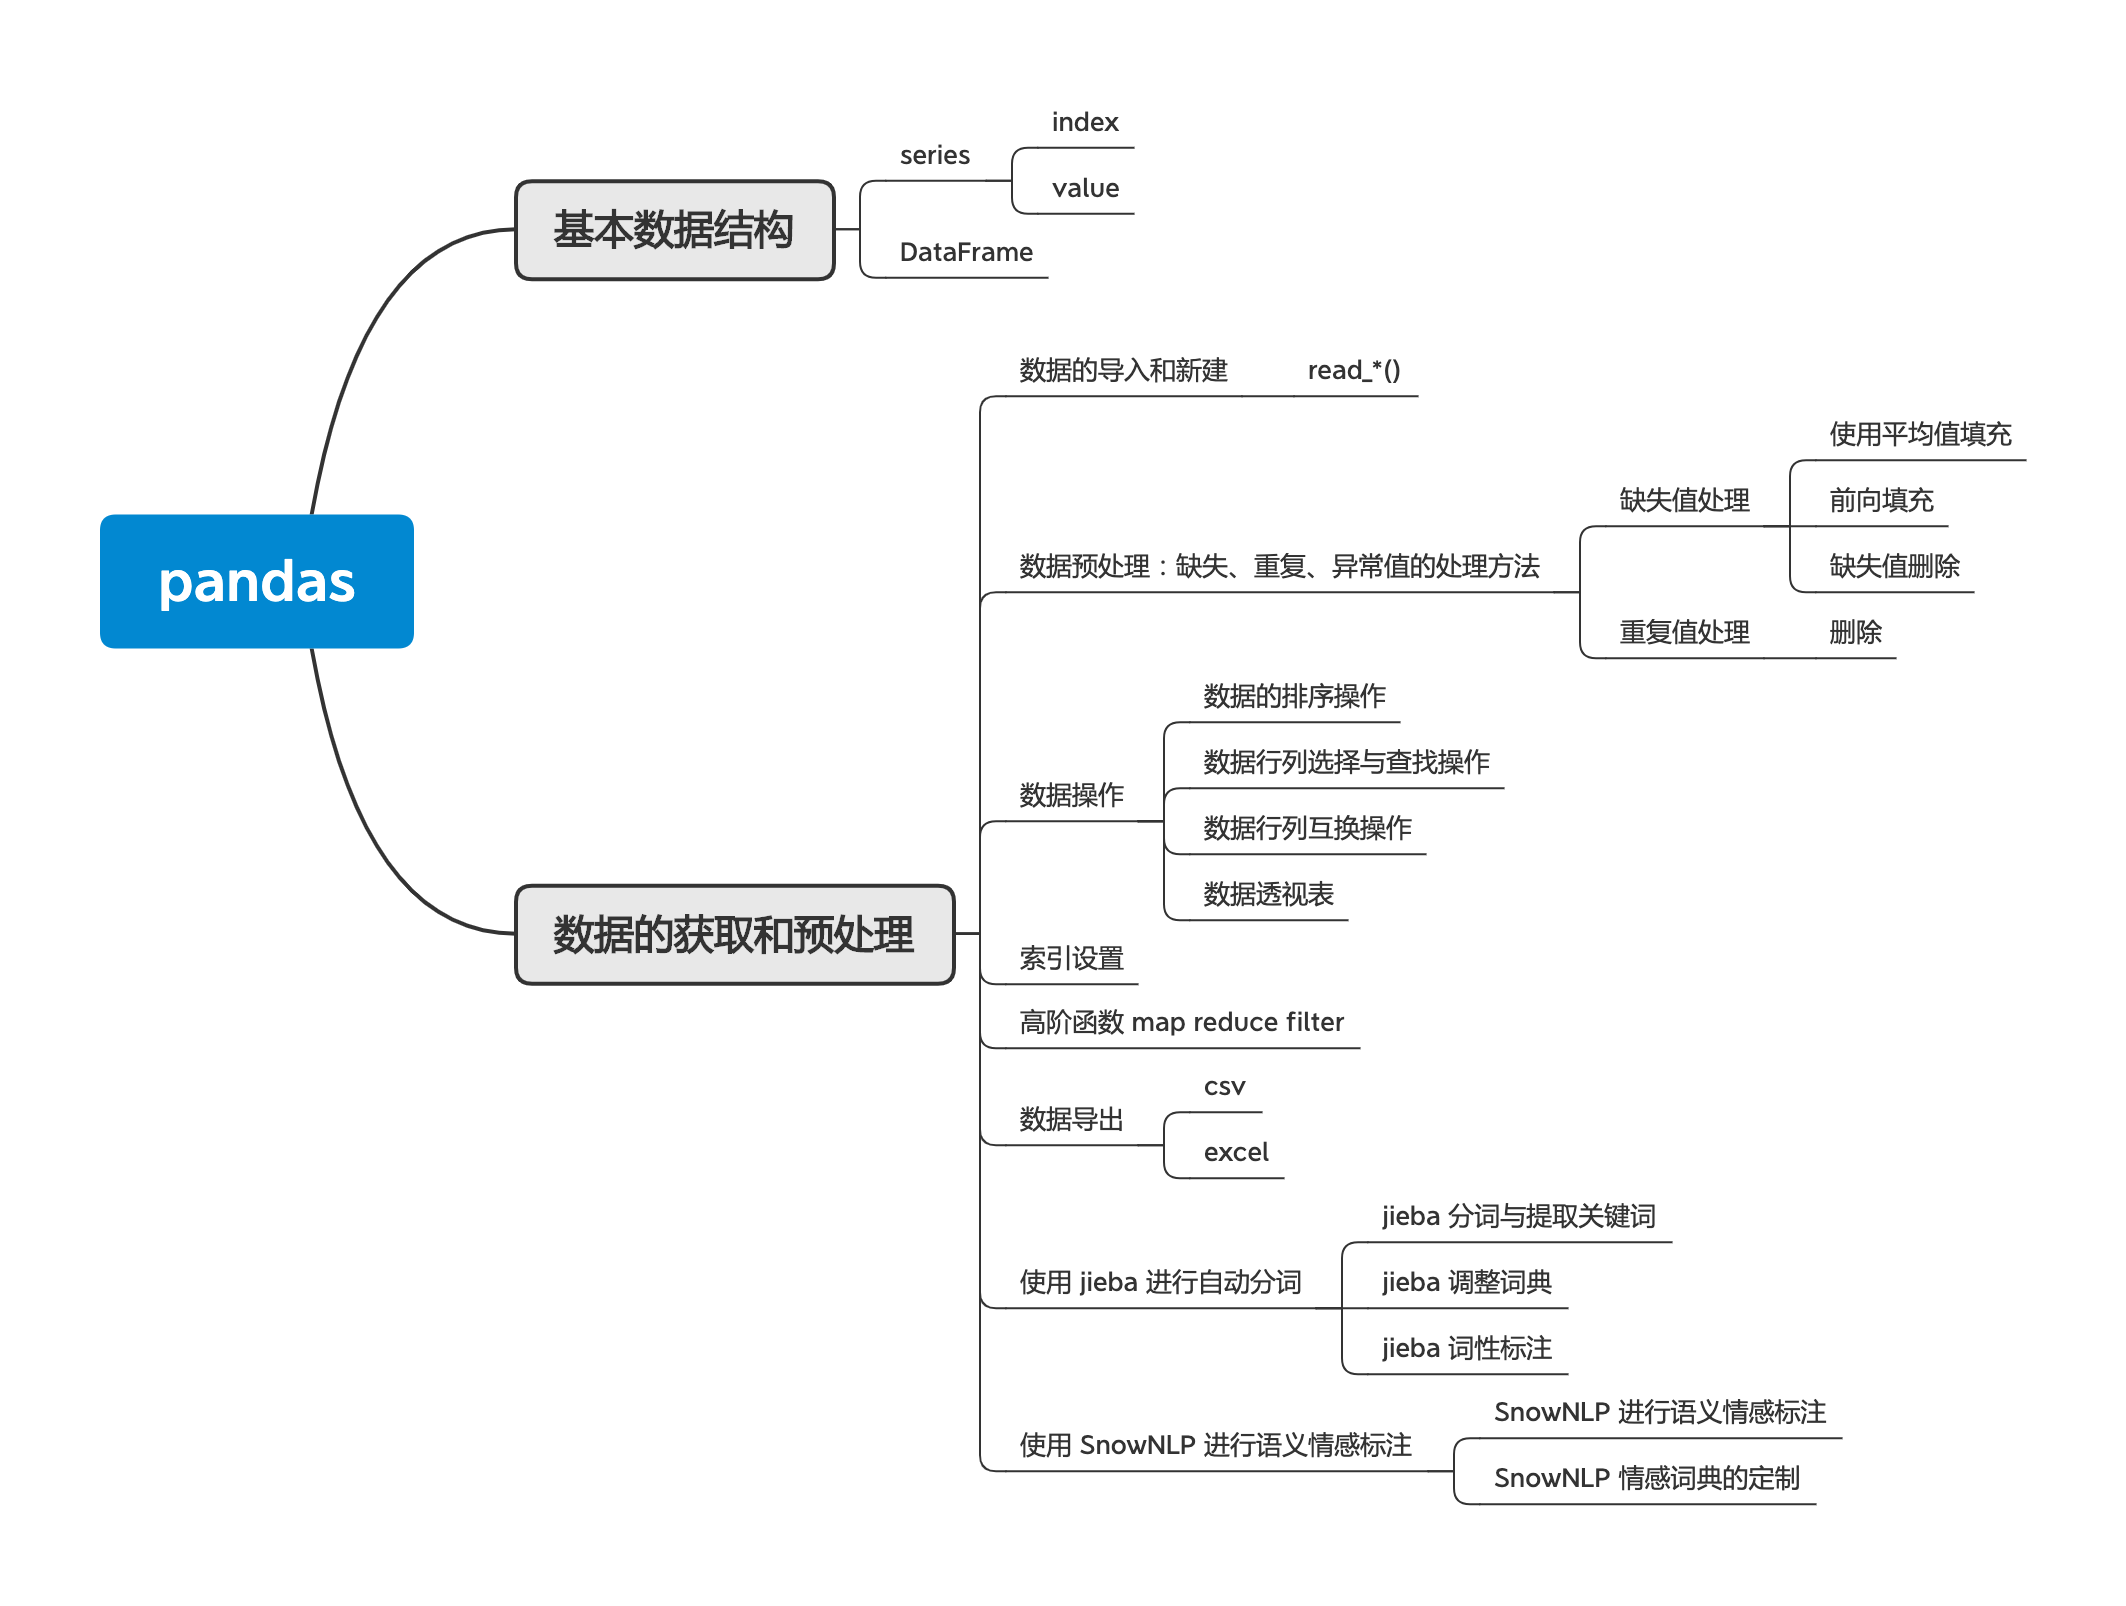 pandas
基本数据结构
series
index
value
DataFrame
数据的获取和预处理
数据的导入和新建
read_*()
数据预处理：缺失、重复、异常值的处理方法
缺失值处理
使用平均值填充
前向填充
缺失值删除
重复值处理
删除
数据操作
数据的排序操作
数据行列选择与查找操作
数据行列互换操作
数据透视表
索引设置
高阶函数 map reduce filter
数据导出
csv
excel
使用 jieba 进行自动分词
jieba 分词与提取关键词
jieba 调整词典
jieba 词性标注
使用 SnowNLP 进行语义情感标注
SnowNLP 进行语义情感标注
SnowNLP 情感词典的定制